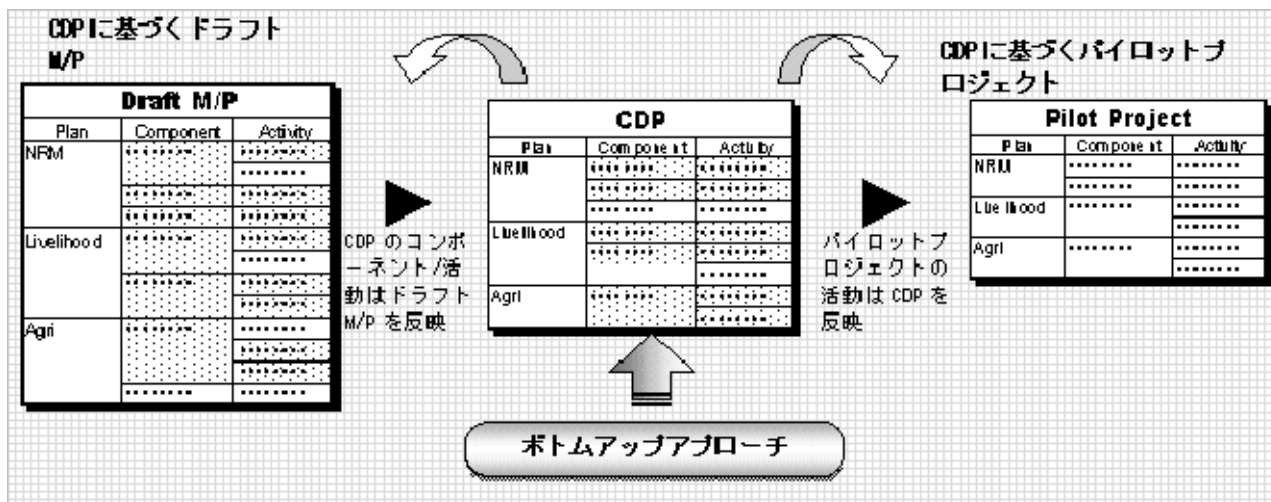 CDPに基づくドラフト
M/P
CDPに基づくパイロットプ
ロジェクト
Draft M/P
Plan Component Activity
NRM
Livelihood
Agri
CDP のコンポ
ーネント/活
動はドラフト
M/P を反映
CDP
Plan Component Activity
NRM
Livelihood
Agri
パイロットプ
ロジェクトの
活動は CDP を
反映
Pilot Project
Plan Component Activity
NRM
Livelihood
Agri
ボトムアップアプローチ